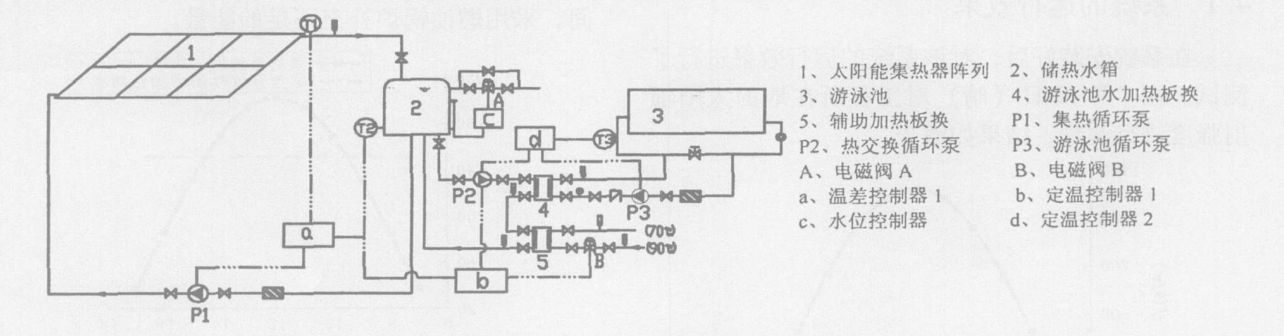 T1
1
2
A
c
T2
d
T3
3
P2
4
P3
a
5
B
(70℃)
(90℃)
b
P1
1、太阳能集热器阵列 2、储热水箱
3、游泳池 4、游泳池水加热板换
5、辅助加热板换 P1、集热循环泵
P2、热交换循环泵 P3、游泳池循环泵
A、电磁阀 A B、电磁阀 B
a、温差控制器 1 b、定温控制器 1
c、水位控制器 d、定温控制器 2